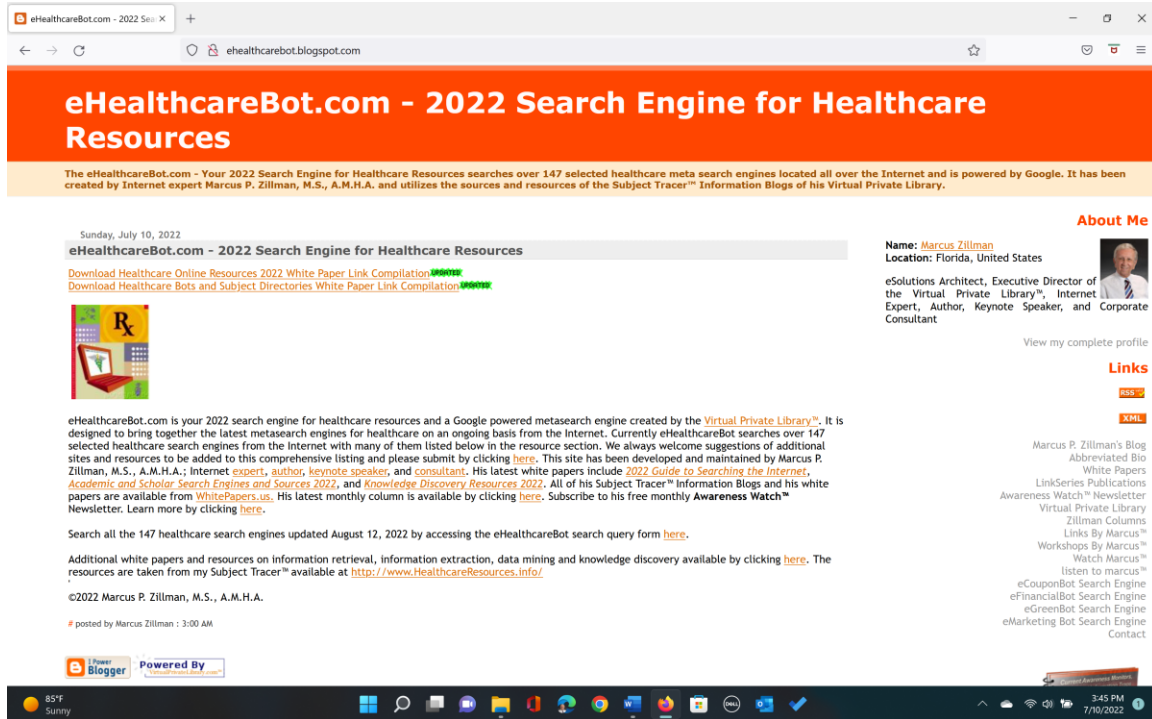 eHealthcareBot.com - 2022 Sea
ehealthcarebot.blogspot.com
eHealthcareBot.com - 2022 Search Engine for Healthcare
Resources
The eHealthcareBot.com - Your 2022 Search Engine for Healthcare Resources searches over 147 selected healthcare meta search engines located all over the Internet and is powered by Google. It has been
created by Internet expert Marcus P. Zillman, M.S., A.M.H.A. and utilizes the sources and resources of the Subject Tracer™ Information Blogs of his Virtual Private Library.
Sunday, July 10, 2022
eHealthcareBot.com - 2022 Search Engine for Healthcare Resources
Download Healthcare Online Resources 2022 White Paper Link Compilation UPDATED
Download Healthcare Bots and Subject Directories White Paper Link Compilation UPDATED
Rx
eHealthcareBot.com is your 2022 search engine for healthcare resources and a Google powered metasearch engine created by the Virtual Private Library™. It is
designed to bring together the latest metasearch engines for healthcare on an ongoing basis from the Internet. Currently eHealthcareBot searches over 147
selected healthcare search engines from the Internet with many of them listed below in the resource section. We always welcome suggestions of additional
sites and resources to be added to this comprehensive listing and please submit by clicking here. This site has been developed and maintained by Marcus P.
Zillman, M.S., A.M.H.A.; Internet expert, author, keynote speaker, and consultant. His latest white papers include 2022 Guide to Searching the Internet,
Academic and Scholar Search Engines and Sources 2022, and Knowledge Discovery Resources 2022. All of his Subject Tracer™ Information Blogs and his white
papers are available from WhitePapers.us. His latest monthly column is available by clicking here. Subscribe to his free monthly Awareness Watch™
Newsletter. Learn more by clicking here.
Search all the 147 healthcare search engines updated August 12, 2022 by accessing the eHealthcareBot search query form here.
Additional white papers and resources on information retrieval, information extraction, data mining and knowledge discovery available by clicking here. The
resources are taken from my Subject Tracer™ available at http://www.HealthcareResources.info/
'
©2022 Marcus P. Zillman, M.S., A.M.H.A.
# posted by Marcus Zillman : 3:00 AM
I Power
Blogger
Powered By
VirtualPrivateLibrary.com™
About Me
Name: Marcus Zillman
Location: Florida, United States
eSolutions Architect, Executive Director of
the Virtual Private Library™, Internet
Expert, Author, Keynote Speaker, and Corporate
Consultant
View my complete profile
Links
RSS
XML
Marcus P. Zillman's Blog
Abbreviated Bio
White Papers
LinkSeries Publications
Awareness Watch™ Newsletter
Virtual Private Library
Zillman Columns
Links By Marcus™
Workshops By Marcus™
Watch Marcus™
listen to marcus™
eCouponBot Search Engine
eFinancialBot Search Engine
eGreenBot Search Engine
eMarketing Bot Search Engine
Contact
85°F
Sunny
DELL
3:45 PM
7/10/2022
1